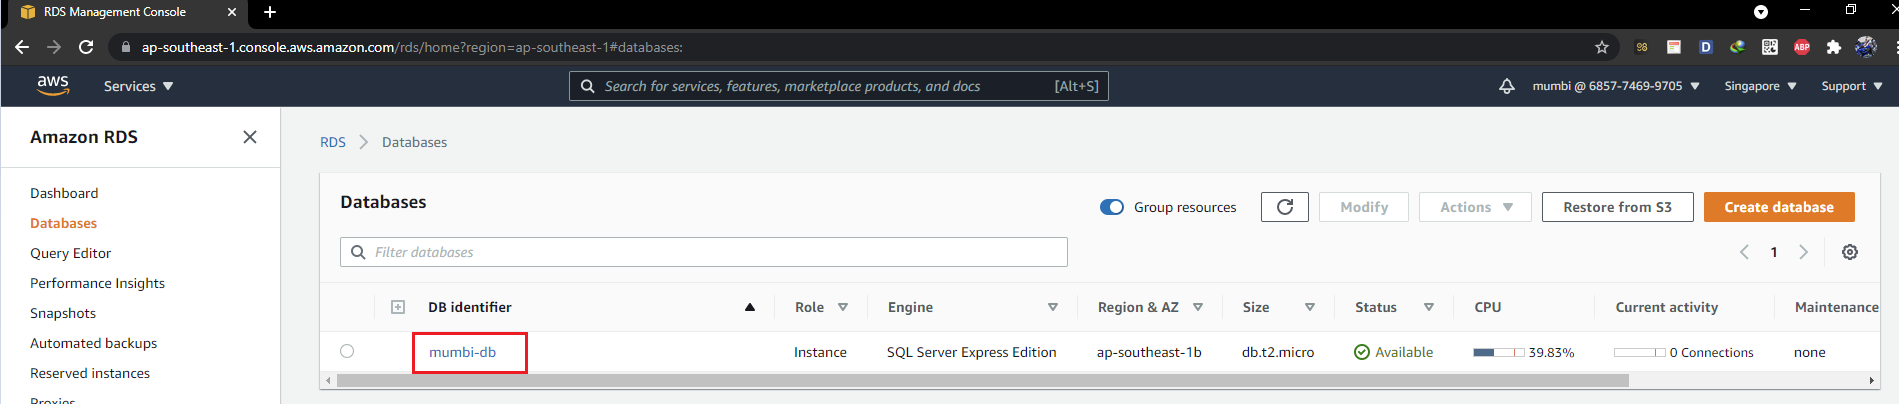 RDS Management Console
ap-southeast-1.console.aws.amazon.com/rds/home?region=ap-southeast-1#databases:
98
D
ABP
aws
Services
Search for services, features, marketplace products, and docs [Alt+S]
mumbi @ 6857-7469-9705
Singapore
Support
Amazon RDS
Dashboard
Databases
Query Editor
Performance Insights
Snapshots
Automated backups
Reserved instances
Proxies
RDS Databases
Databases
Group resources
Modify
Actions
Restore from S3
Create database
Filter databases
1
DB identifier Role Engine Region & AZ Size Status CPU Current activity Maintenance
mumbi-db Instance SQL Server Express Edition ap-southeast-1b db.t2.micro Available 39.83% 0 Connections none